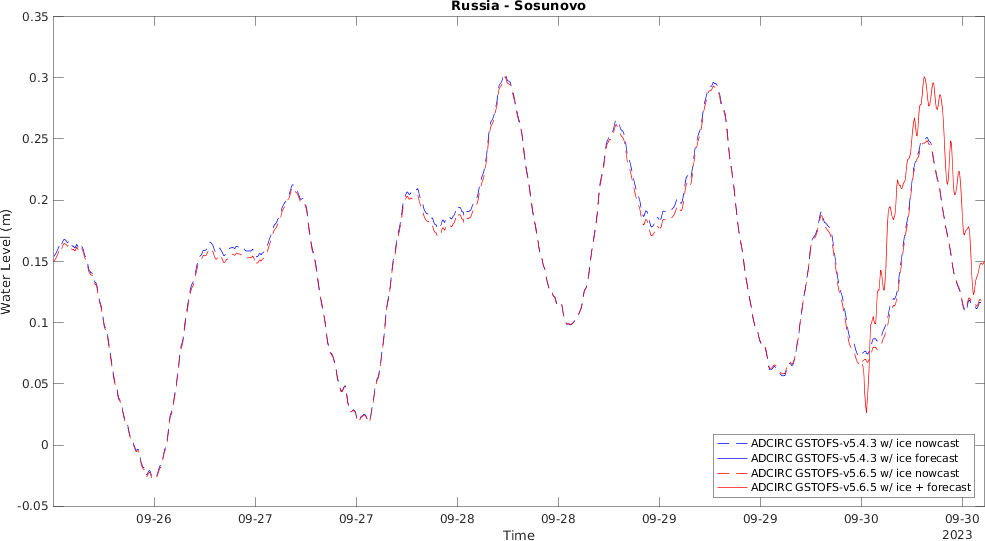 Russia - Sosunovo
0.35
0.3
0.25
0.2
0.15
0.1
0.05
0
-0.05
Water Level (m)
09-26
09-27
09-27
09-28
09-28
09-29
09-29
09-30
09-30
2023
Time
ADCIRC GSTOFS-v5.4.3 w/ ice nowcast
ADCIRC GSTOFS-v5.4.3 w/ ice forecast
ADCIRC GSTOFS-v5.6.5 w/ ice nowcast
ADCIRC GSTOFS-v5.6.5 w/ ice + forecast